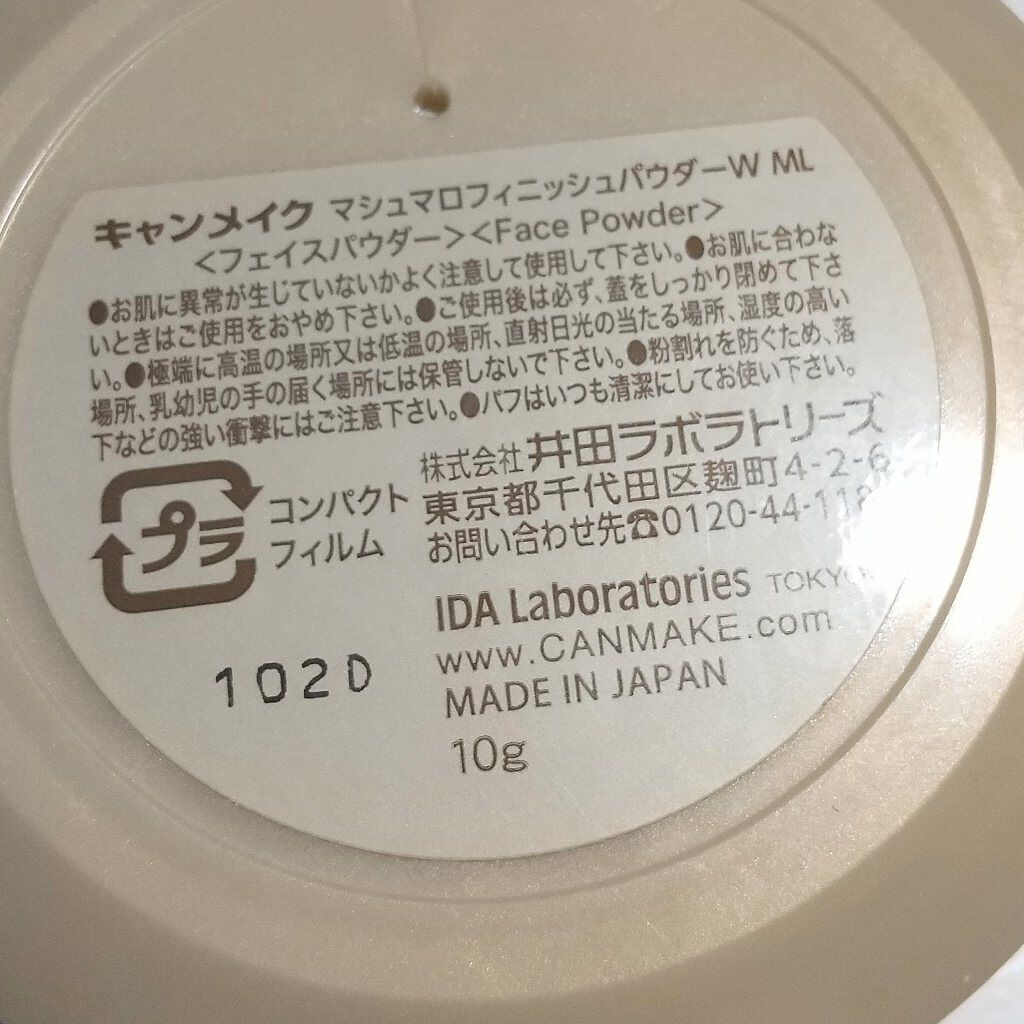 キャンメイク マシュマロフィニッシュパウダーW ML
<フェイスパウダー><Face Powder>
●お肌に異常が生じていないかよく注意して使用して下さい。●お肌に合わな
いときはご使用をおやめ下さい。●ご使用後は必ず、蓋をしっかり閉めて下さ
い。●極端に高温の場所又は低温の場所、直射日光の当たる場所、湿度の高い
場所、乳幼児の手の届く場所には保管しないで下さい。●粉割れを防ぐため、落
下などの強い衝撃にはご注意下さい。●パフはいつも清潔にしてお使い下さい。
プラ
コンパクト
フィルム
株式会社 井田ラボラトリーズ
東京都千代田区麹町4-2-6
お問い合わせ先☎0120-44-118
IDA Laboratories TOKYO
www.CANMAKE.com
MADE IN JAPAN
10g
102D